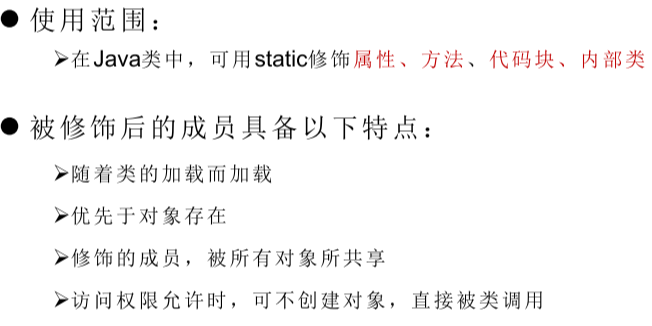 ● 使用范围：
➢在Java类中，可用static修饰属性、方法、代码块、内部类
● 被修饰后的成员具备以下特点：
➢随着类的加载而加载
➢优先于对象存在
➢修饰的成员，被所有对象所共享
➢访问权限允许时，可不创建对象，直接被类调用